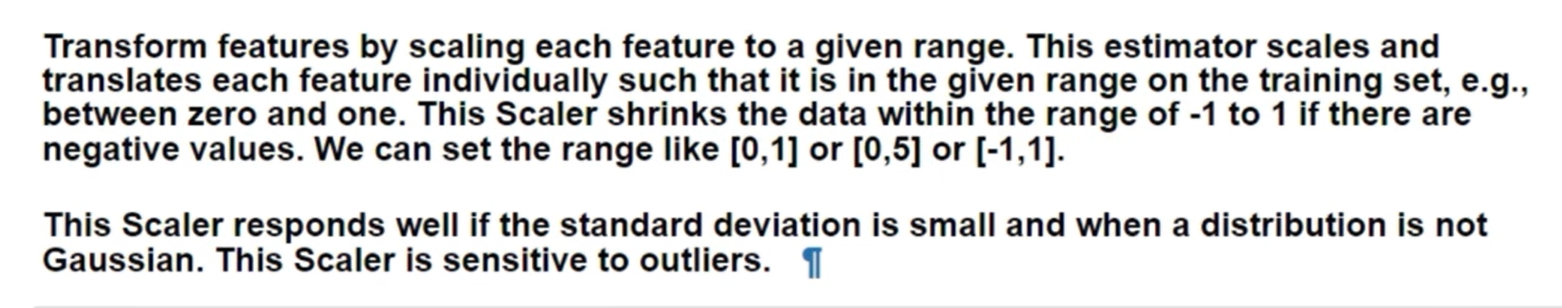 Transform features by scaling each feature to a given range. This estimator scales and
translates each feature individually such that it is in the given range on the training set, e.g.,
between zero and one. This Scaler shrinks the data within the range of -1 to 1 if there are
negative values. We can set the range like [0,1] or [0,5] or [-1,1].
This Scaler responds well if the standard deviation is small and when a distribution is not
Gaussian. This Scaler is sensitive to outliers. ¶